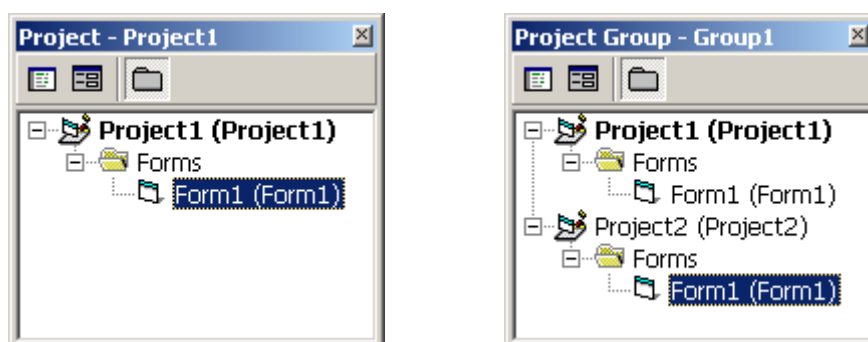 Project - Project1
Project1 (Project1)
Forms
Form1 (Form1)
Project Group - Group1
Project1 (Project1)
Forms
Form1 (Form1)
Project2 (Project2)
Forms
Form1 (Form1)